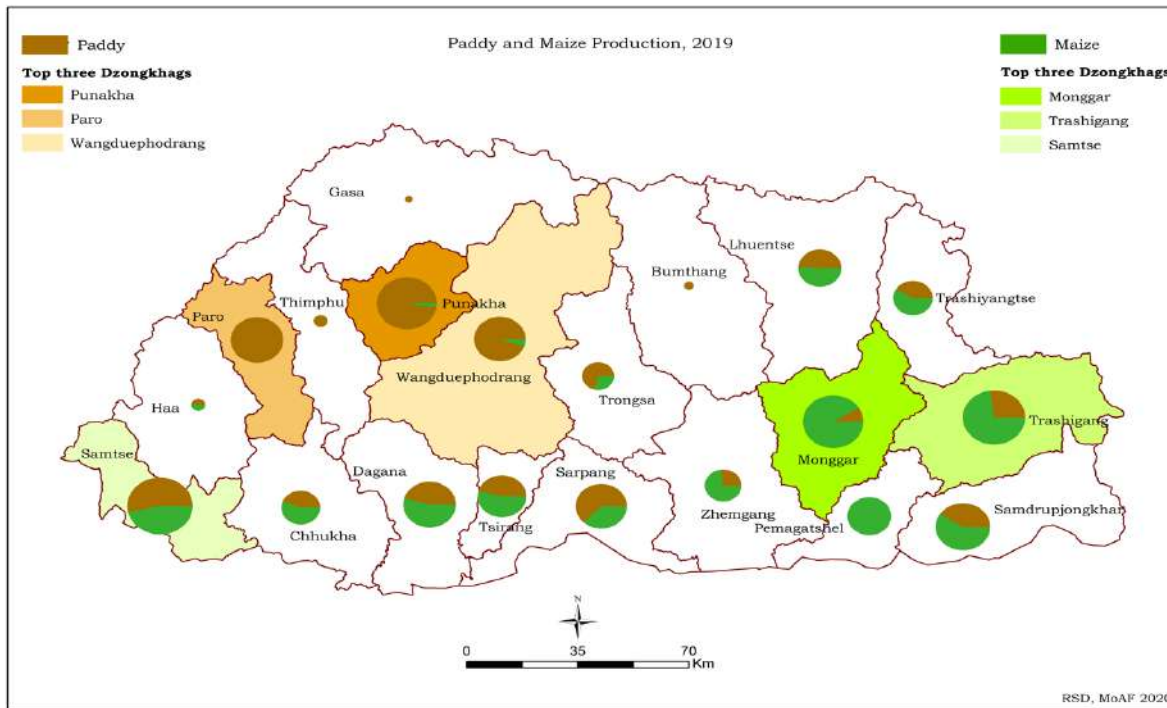 Paddy and Maize Production, 2019
Paddy
Top three Dzongkhags
Punakha
Paro
Wangduephodrang
Maize
Top three Dzongkhags
Monggar
Trashigang
Samtse
Gasa
Lhuentse
Bumthang
Thimphu
Punakha
Trashiyangtse
Paro
Wangduephodrang
Trongsa
Haa
Trashigang
Samtse
Dagana
Sarpang
Monggar
Zhemgang
Samdrupjongkhar
Tsirang
Pemagatshel
Chhukha
N
0 35 70
Km
RSD, MoAF 2020